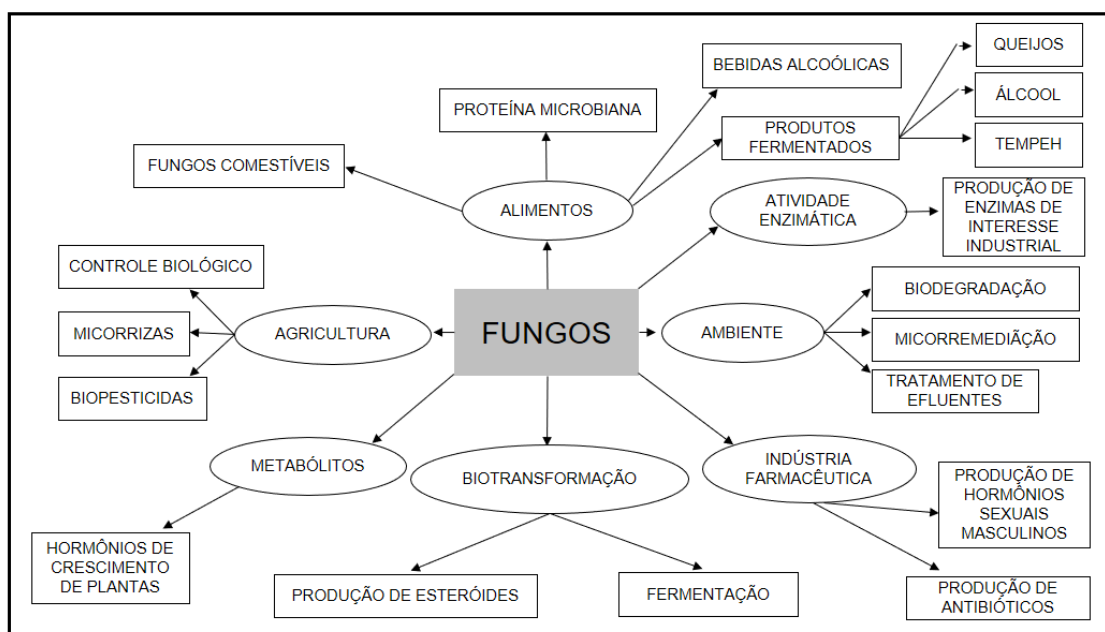 QUEIJOS
BEBIDAS ALCOÓLICAS
ÁLCOOL
PROTEÍNA MICROBIANA
PRODUTOS
FERMENTADOS
TEMPEH
FUNGOS COMESTÍVEIS
ALIMENTOS
ATIVIDADE
ENZIMÁTICA
PRODUÇÃO DE
ENZIMAS DE
INTERESSE
INDUSTRIAL
CONTROLE BIOLÓGICO
MICORRIZAS
BIOPESTICIDAS
AGRICULTURA
FUNGOS
AMBIENTE
BIODEGRADAÇÃO
MICORREMEDIÃÇÃO
TRATAMENTO DE
EFLUENTES
METABÓLITOS
BIOTRANSFORMAÇÃO
INDÚSTRIA
FARMACÊUTICA
PRODUÇÃO DE
HORMÔNIOS
SEXUAIS
MASCULINOS
HORMÔNIOS DE
CRESCIMENTO
DE PLANTAS
PRODUÇÃO DE ESTERÓIDES
FERMENTAÇÃO
PRODUÇÃO DE
ANTIBIÓTICOS